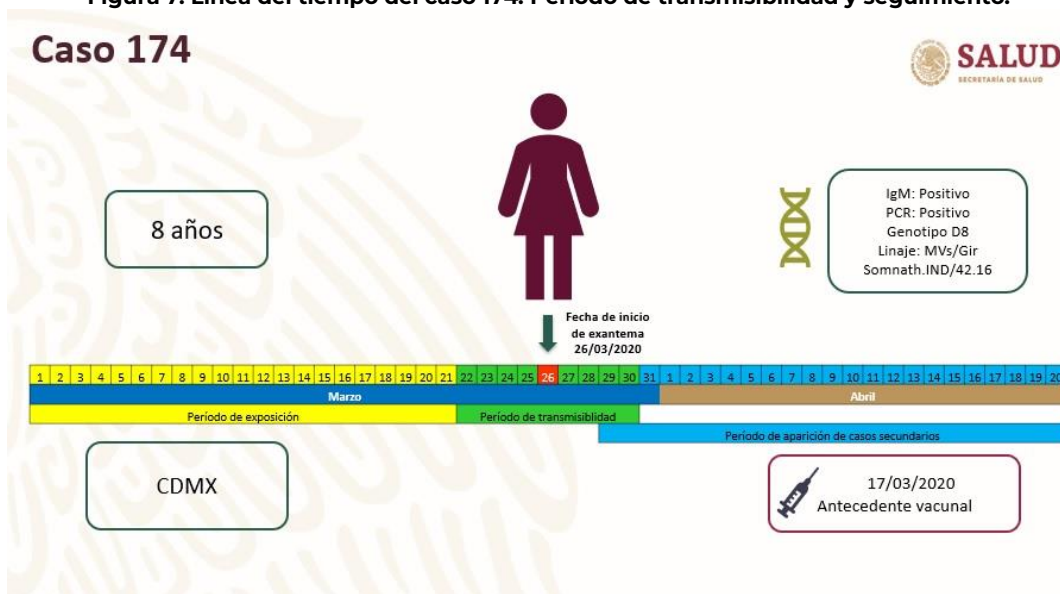 Figura 7. Línea del tiempo del caso 174. Período de transmisibilidad y seguimiento.
Caso 174
SALUD
SECRETARÍA DE SALUD
8 años
IgM: Positivo
PCR: Positivo
Genotipo D8
Linaje: MVs/Gir
Somnath.IND/42.16
Fecha de inicio
de exantema
26/03/2020
1 2 3 4 5 6 7 8 9 10 11 12 13 14 15 16 17 18 19 20 21 22 23 24 25 26 27 28 29 30 31 1 2 3 4 5 6 7 8 9 10 11 12 13 14 15 16 17 18 19 20
Marzo Abril
Período de exposición Período de transmisiblidad
Período de aparición de casos secundarios
CDMX
17/03/2020
Antecedente vacunal